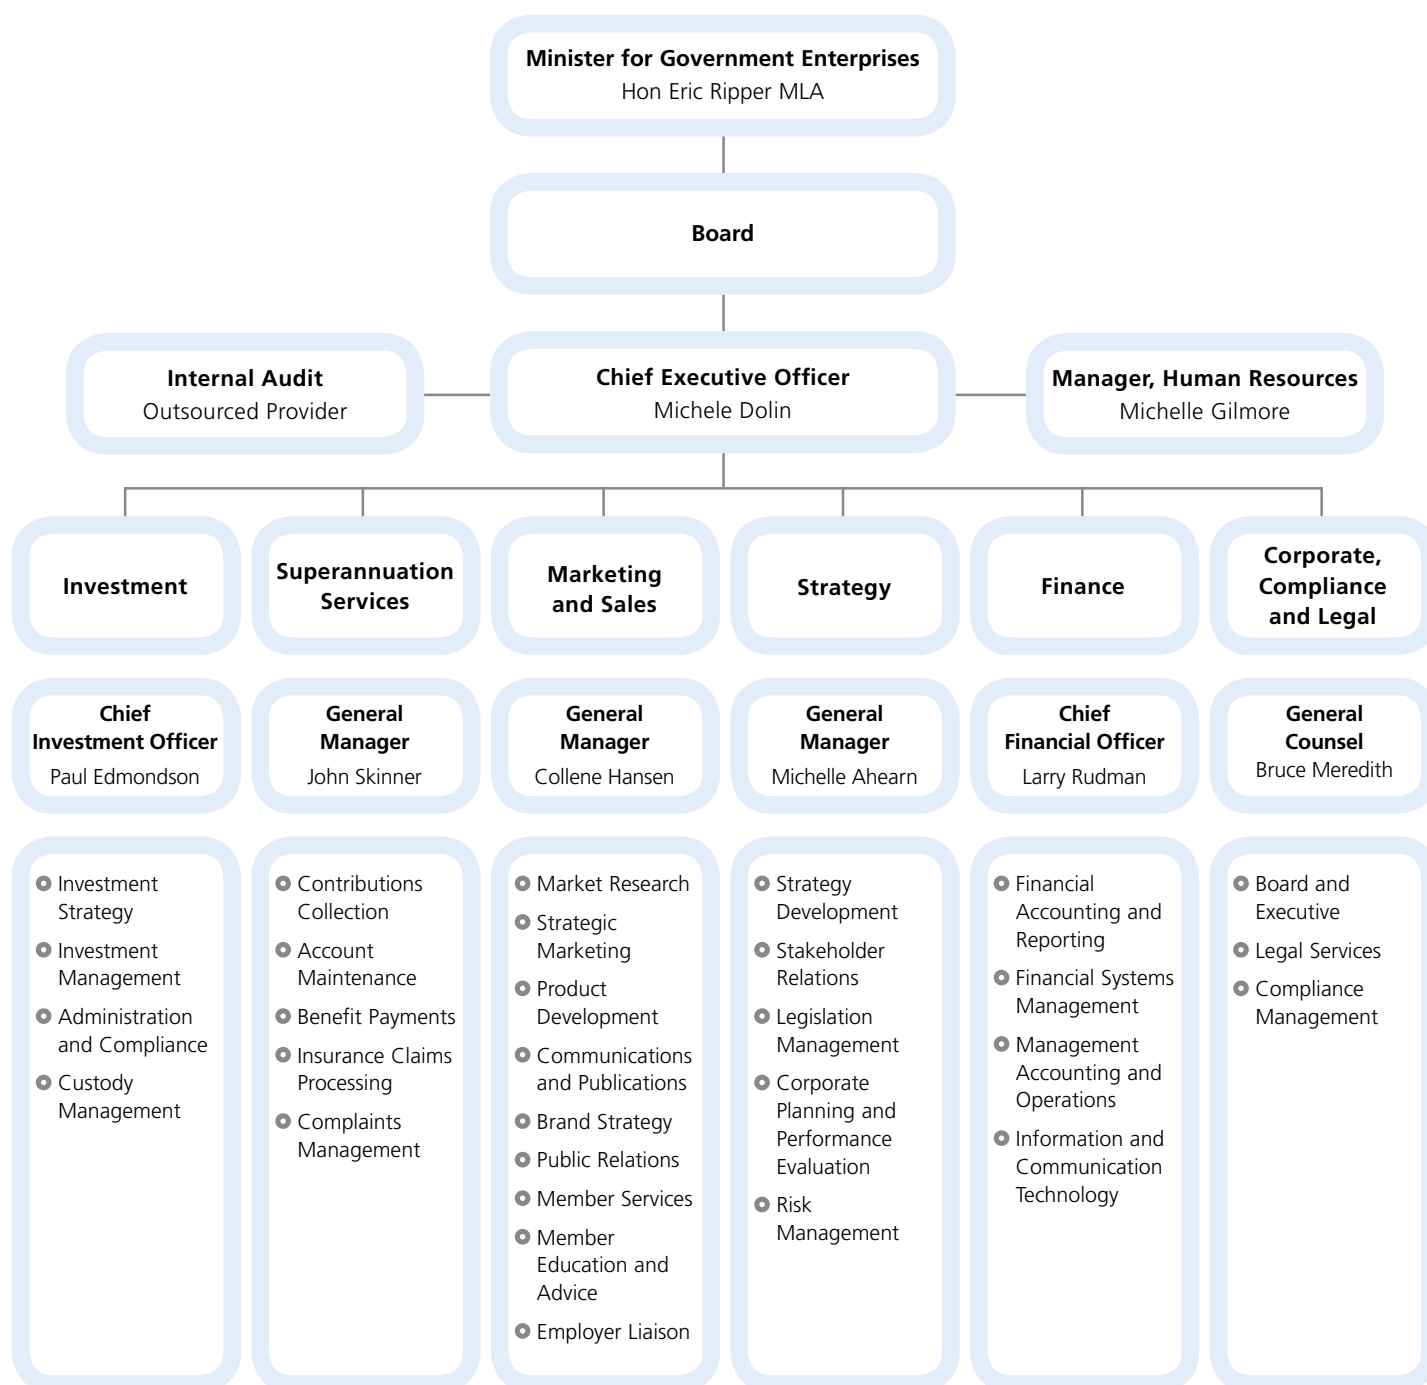 Minister for Government Enterprises
Hon Eric Ripper MLA
Board
Internal Audit
Outsourced Provider
Chief Executive Officer
Michele Dolin
Manager, Human Resources
Michelle Gilmore
Investment
Superannuation
Services
Marketing
and Sales
Strategy
Finance
Corporate,
Compliance
and Legal
Chief
Investment Officer
Paul Edmondson
General
Manager
John Skinner
General
Manager
Collene Hansen
General
Manager
Michelle Ahearn
Chief
Financial Officer
Larry Rudman
General
Counsel
Bruce Meredith
Investment
Strategy
Investment
Management
Administration
and Compliance
Custody
Management
Contributions
Collection
Account
Maintenance
Benefit Payments
Insurance Claims
Processing
Complaints
Management
Market Research
Strategic
Marketing
Product
Development
Communications
and Publications
Brand Strategy
Public Relations
Member Services
Member
Education and
Advice
Employer Liaison
Strategy
Development
Stakeholder
Relations
Legislation
Management
Corporate
Planning and
Performance
Evaluation
Risk
Management
Financial
Accounting and
Reporting
Financial Systems
Management
Management
Accounting and
Operations
Information and
Communication
Technology
Board and
Executive
Legal Services
Compliance
Management